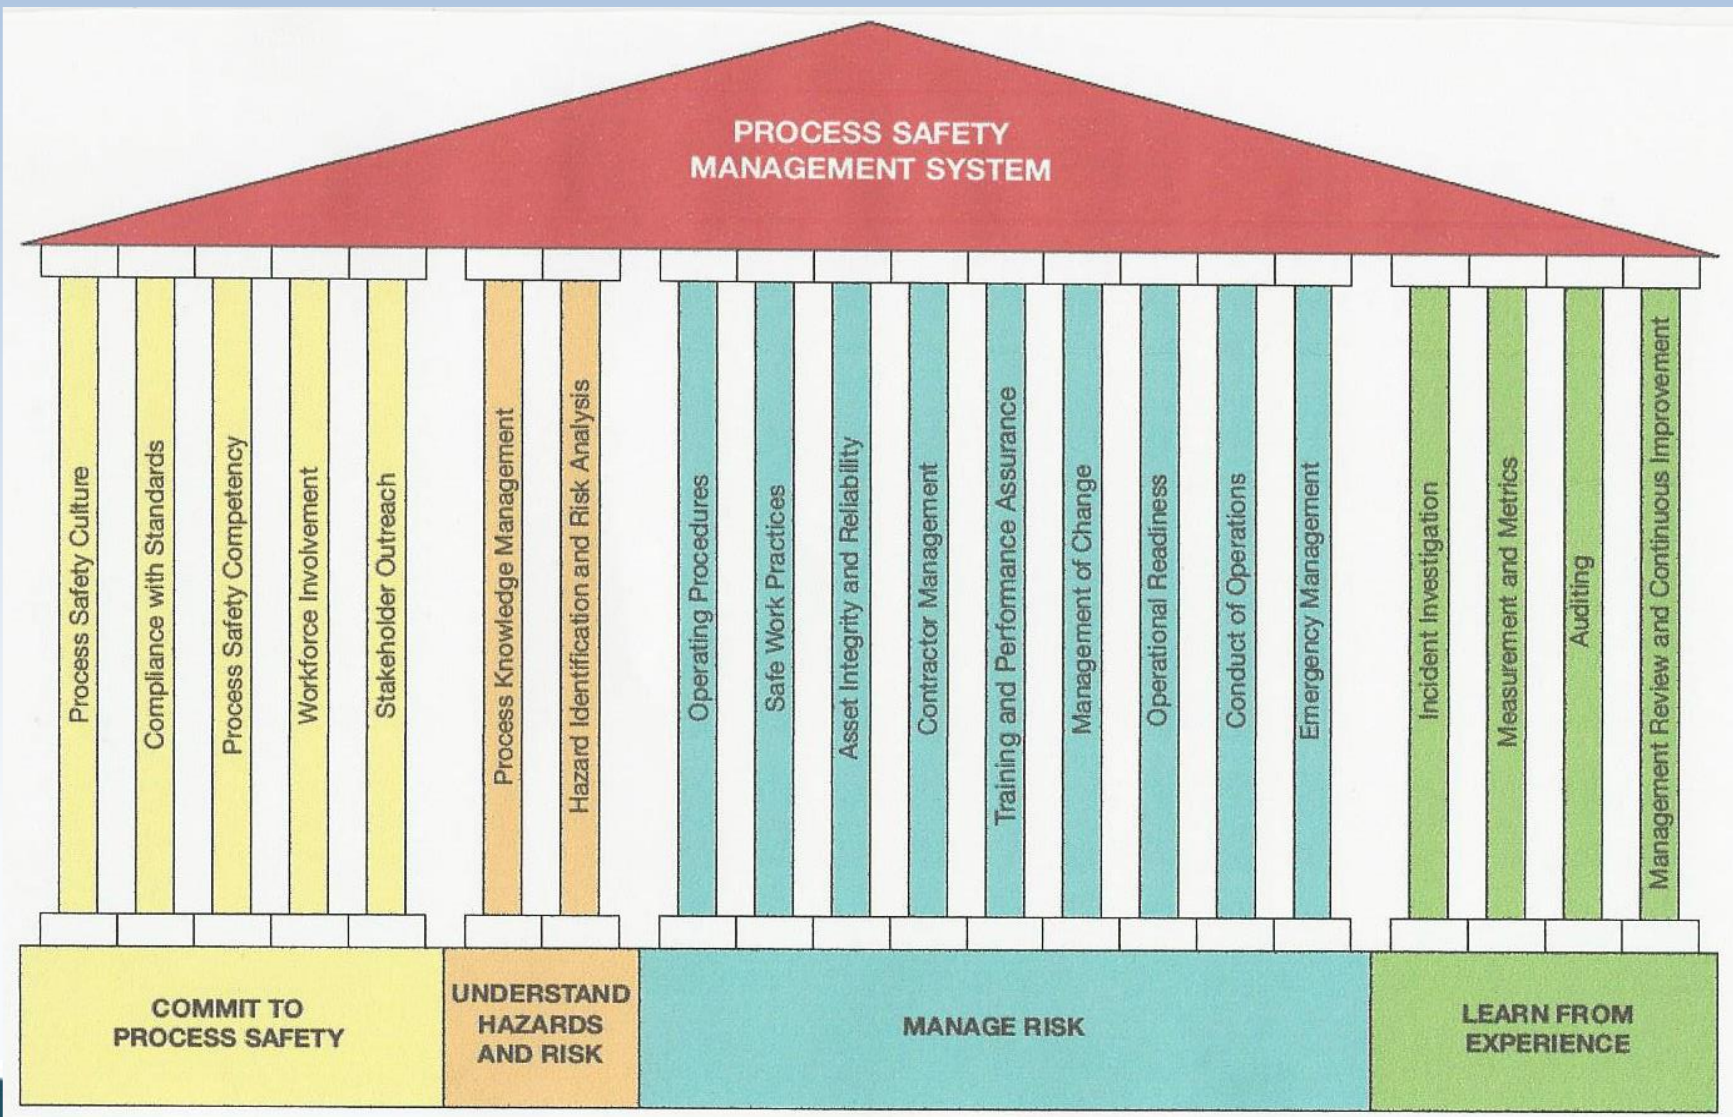 PROCESS SAFETY
MANAGEMENT SYSTEM
Process Safety Culture
Compliance with Standards
Process Safety Competency
Workforce Involvement
Stakeholder Outreach
Process Knowledge Management
Hazard Identification and Risk Analysis
Operating Procedures
Safe Work Practices
Asset Integrity and Reliability
Contractor Management
Training and Performance Assurance
Management of Change
Operational Readiness
Conduct of Operations
Emergency Management
Incident Investigation
Measurement and Metrics
Auditing
Management Review and Continuous Improvement
COMMIT TO
PROCESS SAFETY
UNDERSTAND
HAZARDS
AND RISK
MANAGE RISK
LEARN FROM
EXPERIENCE